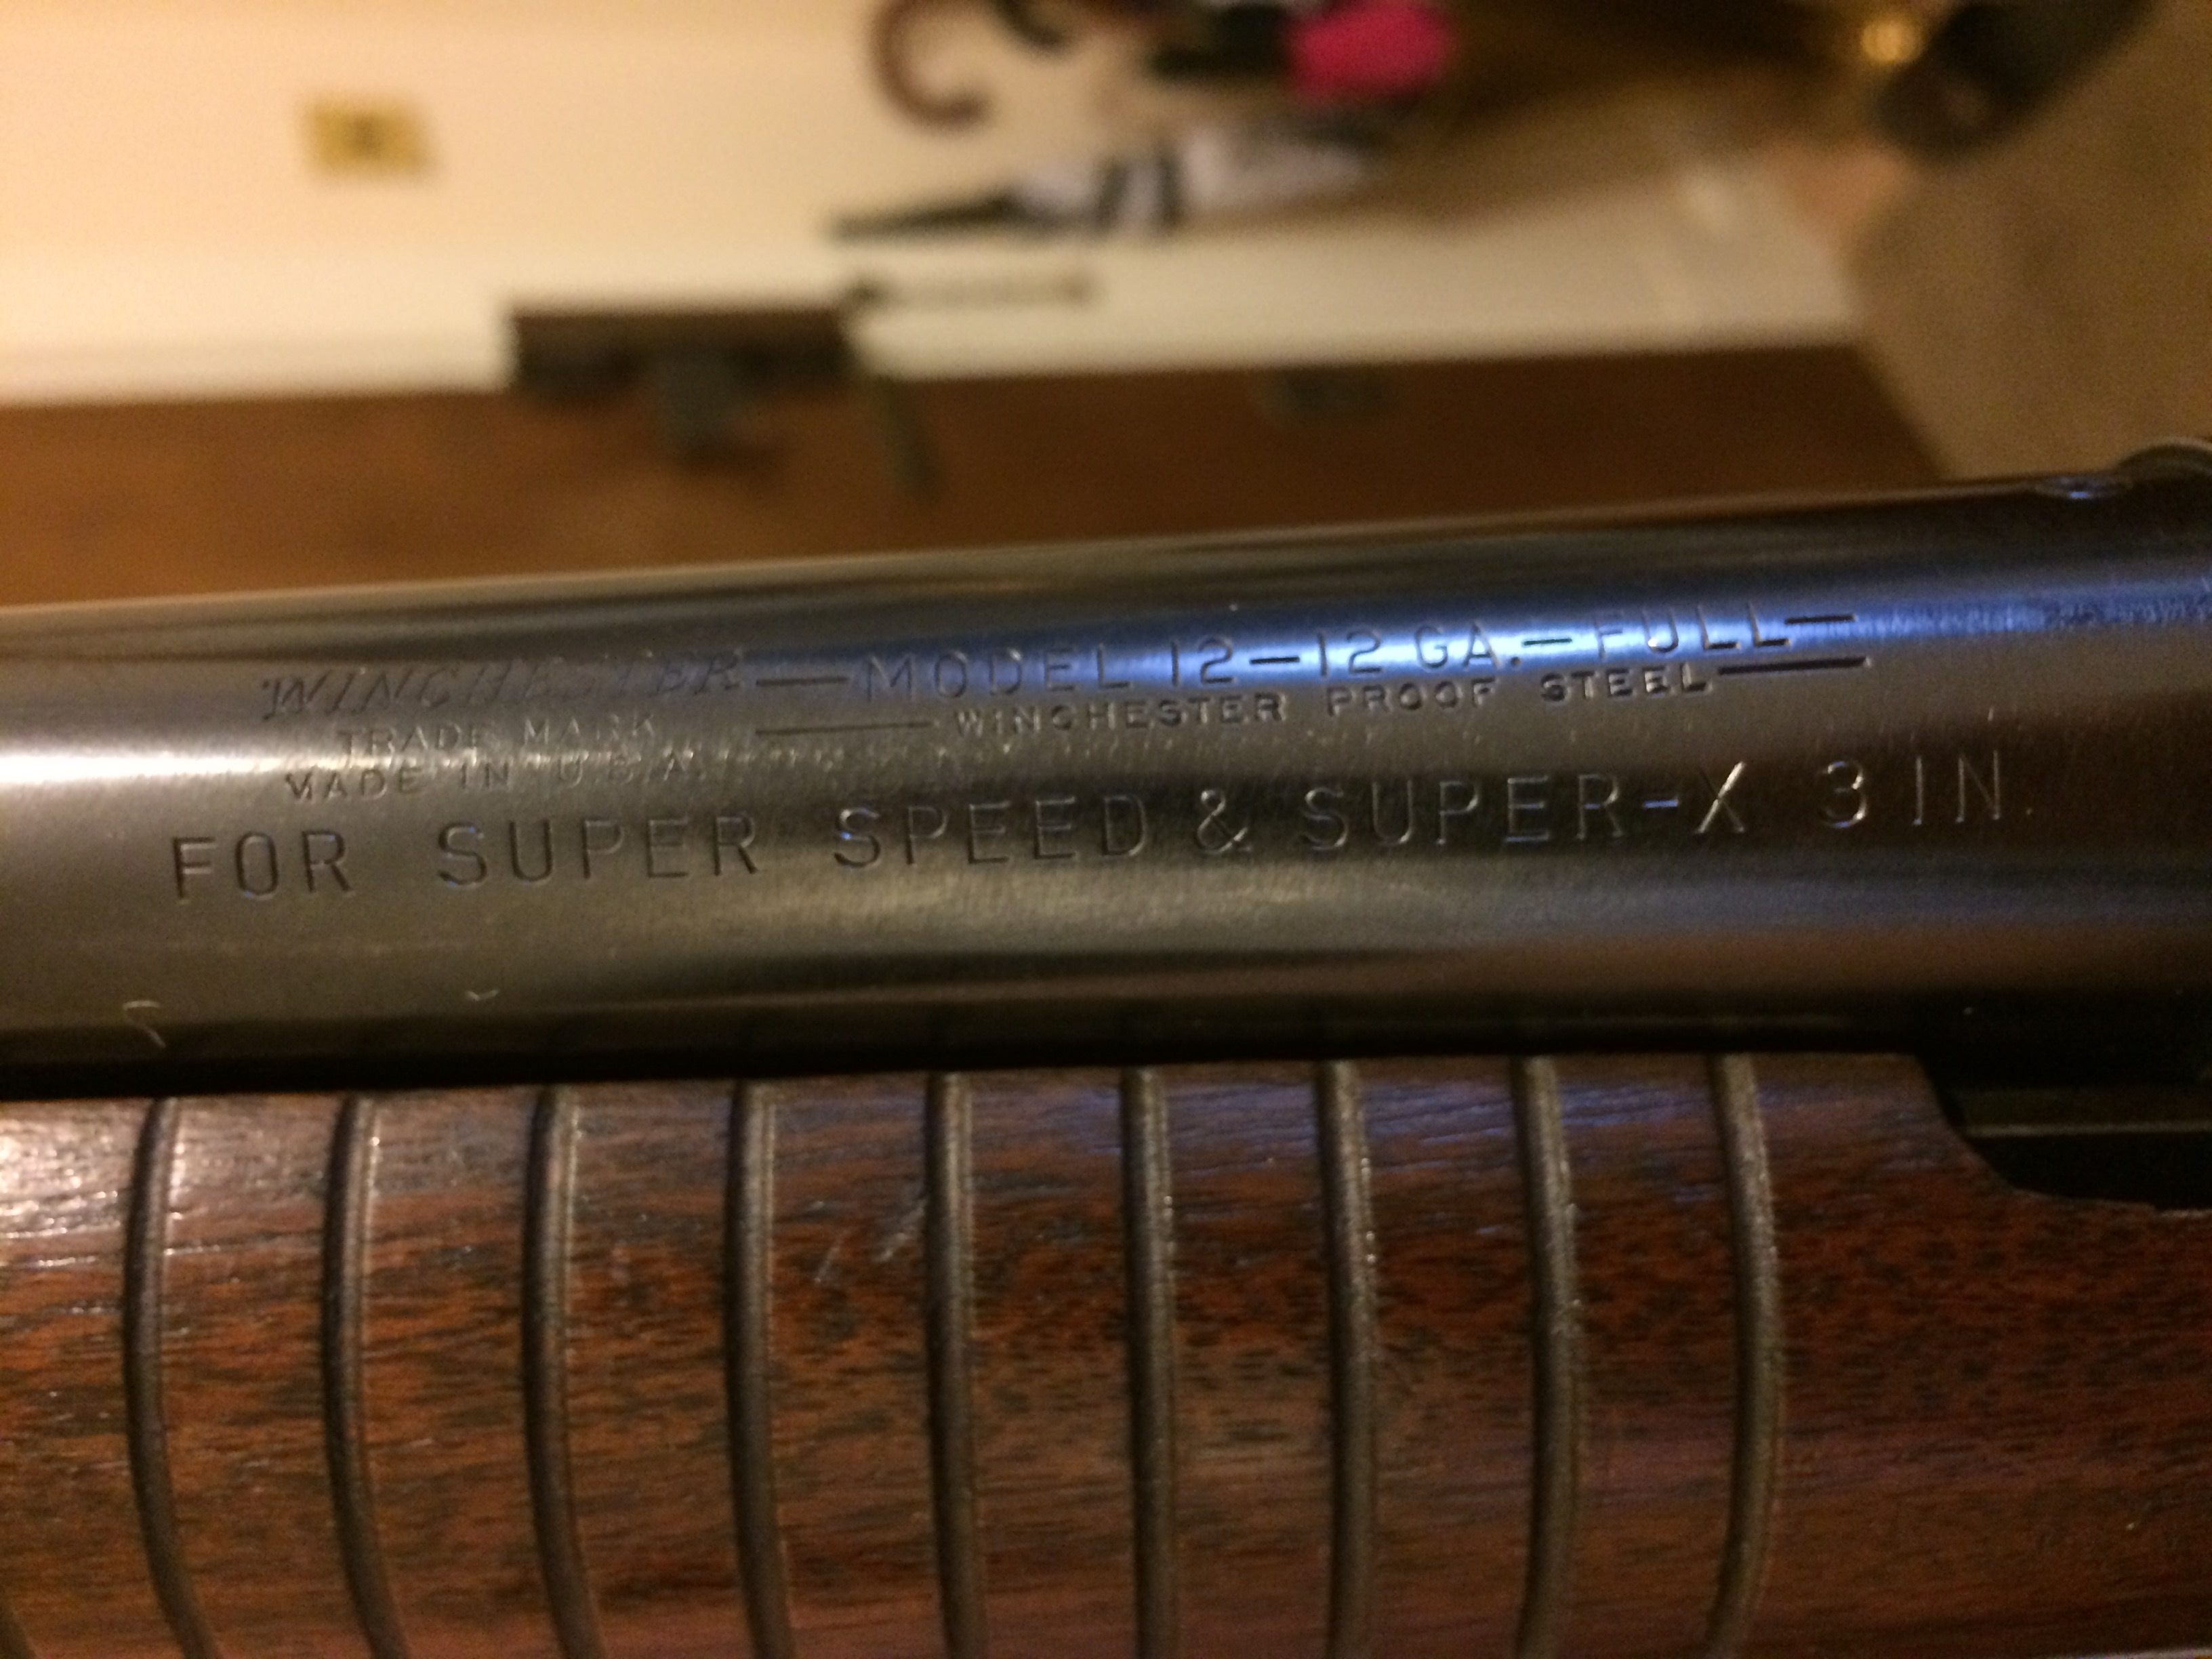 WINCHESTER—MODEL 12—12 GA.—FULL—
TRADE MARK —WINCHESTER PROOF STEEL—
MADE IN U.S.A.
FOR SUPER SPEED & SUPER-X 3 IN.